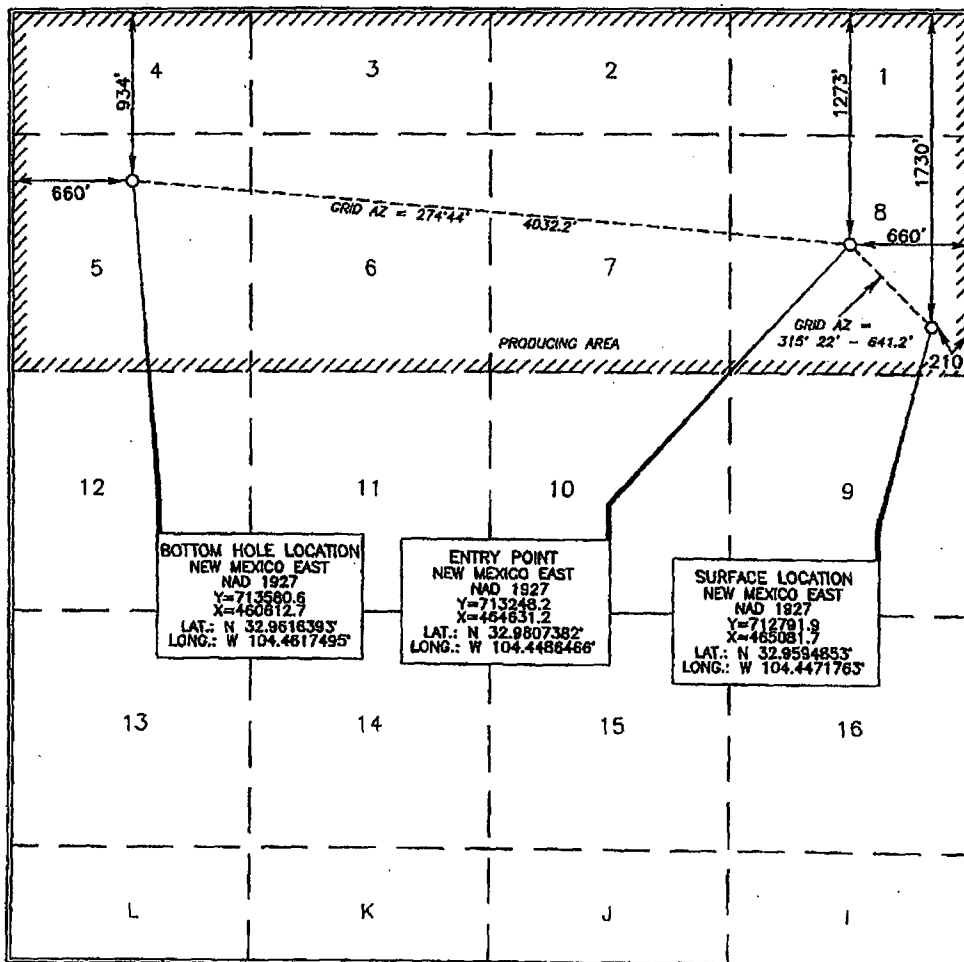 4
3
2
1
934'
1273'
1730'
660'
GRID AZ = 274°44'
4032.2'
8
660'
5
6
7
GRID AZ =
315° 22' - 641.2'
PRODUCING AREA
210
12
11
10
9
BOTTOM HOLE LOCATION
NEW MEXICO EAST
NAD 1927
Y=713580.6
X=460612.7
LAT.: N 32.9616393°
LONG.: W 104.4617495°
ENTRY POINT
NEW MEXICO EAST
NAD 1927
Y=713248.2
X=464631.2
LAT.: N 32.9607382°
LONG.: W 104.4486466°
SURFACE LOCATION
NEW MEXICO EAST
NAD 1927
Y=712791.9
X=465081.7
LAT.: N 32.9594853°
LONG.: W 104.4471763°
13
14
15
16
L
K
J
I